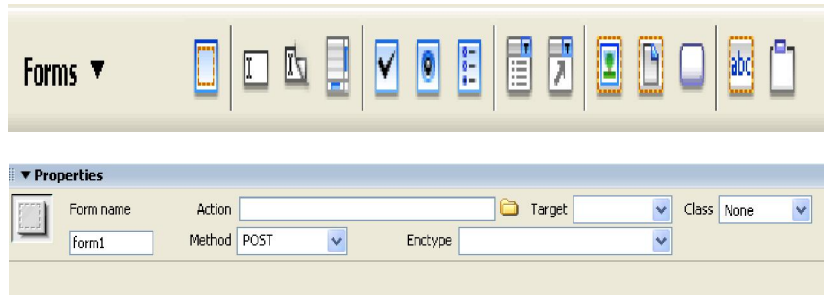 Forms
abc
Properties
Form name Action Target Class None
form1 Method POST Enctype